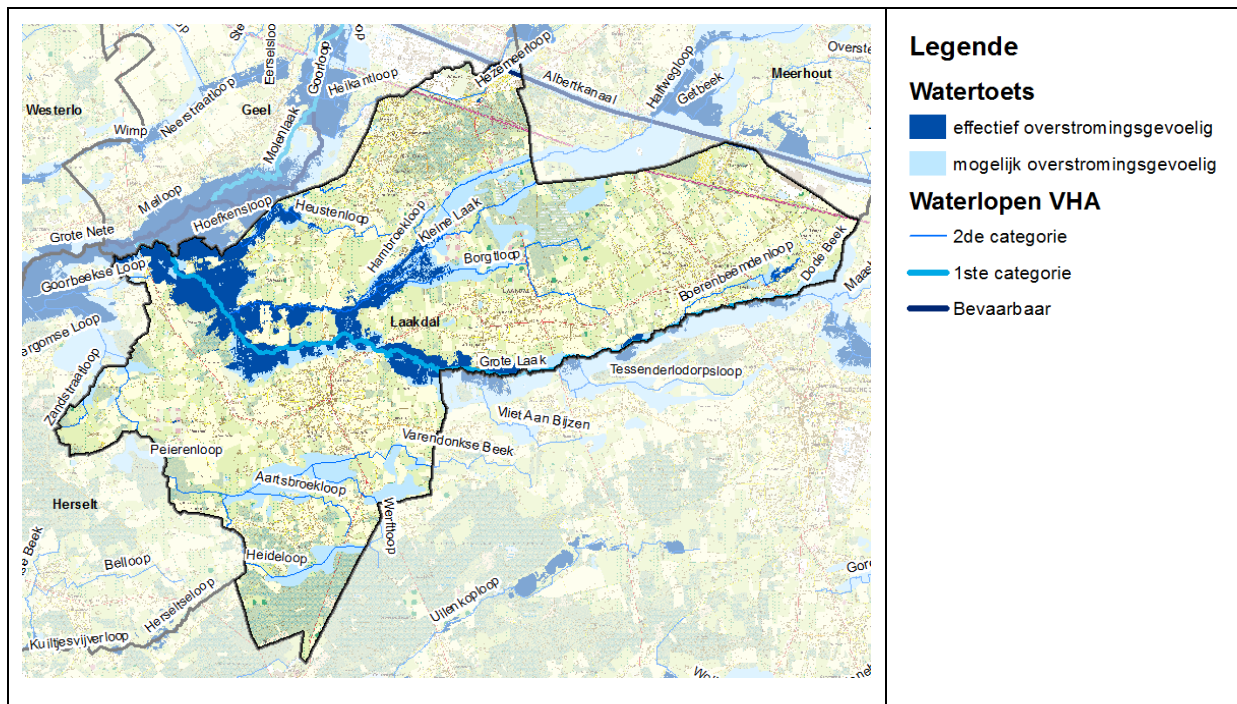 Westerlo
Wimp
Neerstraatloop
Eerselsloop
Geel
Goorloop
Molenlaak
Heikantloop
Hezemeerloop
Albertkanaal
Halfwegloop
Getbeek
Meerhout
Maloop
Hoefkensloop
Grote Nete
Goorbeekse Loop
Heustenloop
Hambroekloop
Kleine Laak
Borgtloop
Boerenbeemdenloop
Dode Beek
Laakdal
Grote Laak
Tessenderlodorpsloop
Zandstraatloop
Vliet Aan Bijzen
Varendonkse Beek
Peierenloop
Aartsbroekloop
Werftloop
Herselt
Heideloop
Belloop
Herseltseloop
Kuiltjesvijverloop
Uilenkoploop
Legende
Watertoets
effectief overstromingsgevoelig
mogelijk overstromingsgevoelig
Waterlopen VHA
2de categorie
1ste categorie
Bevaarbaar